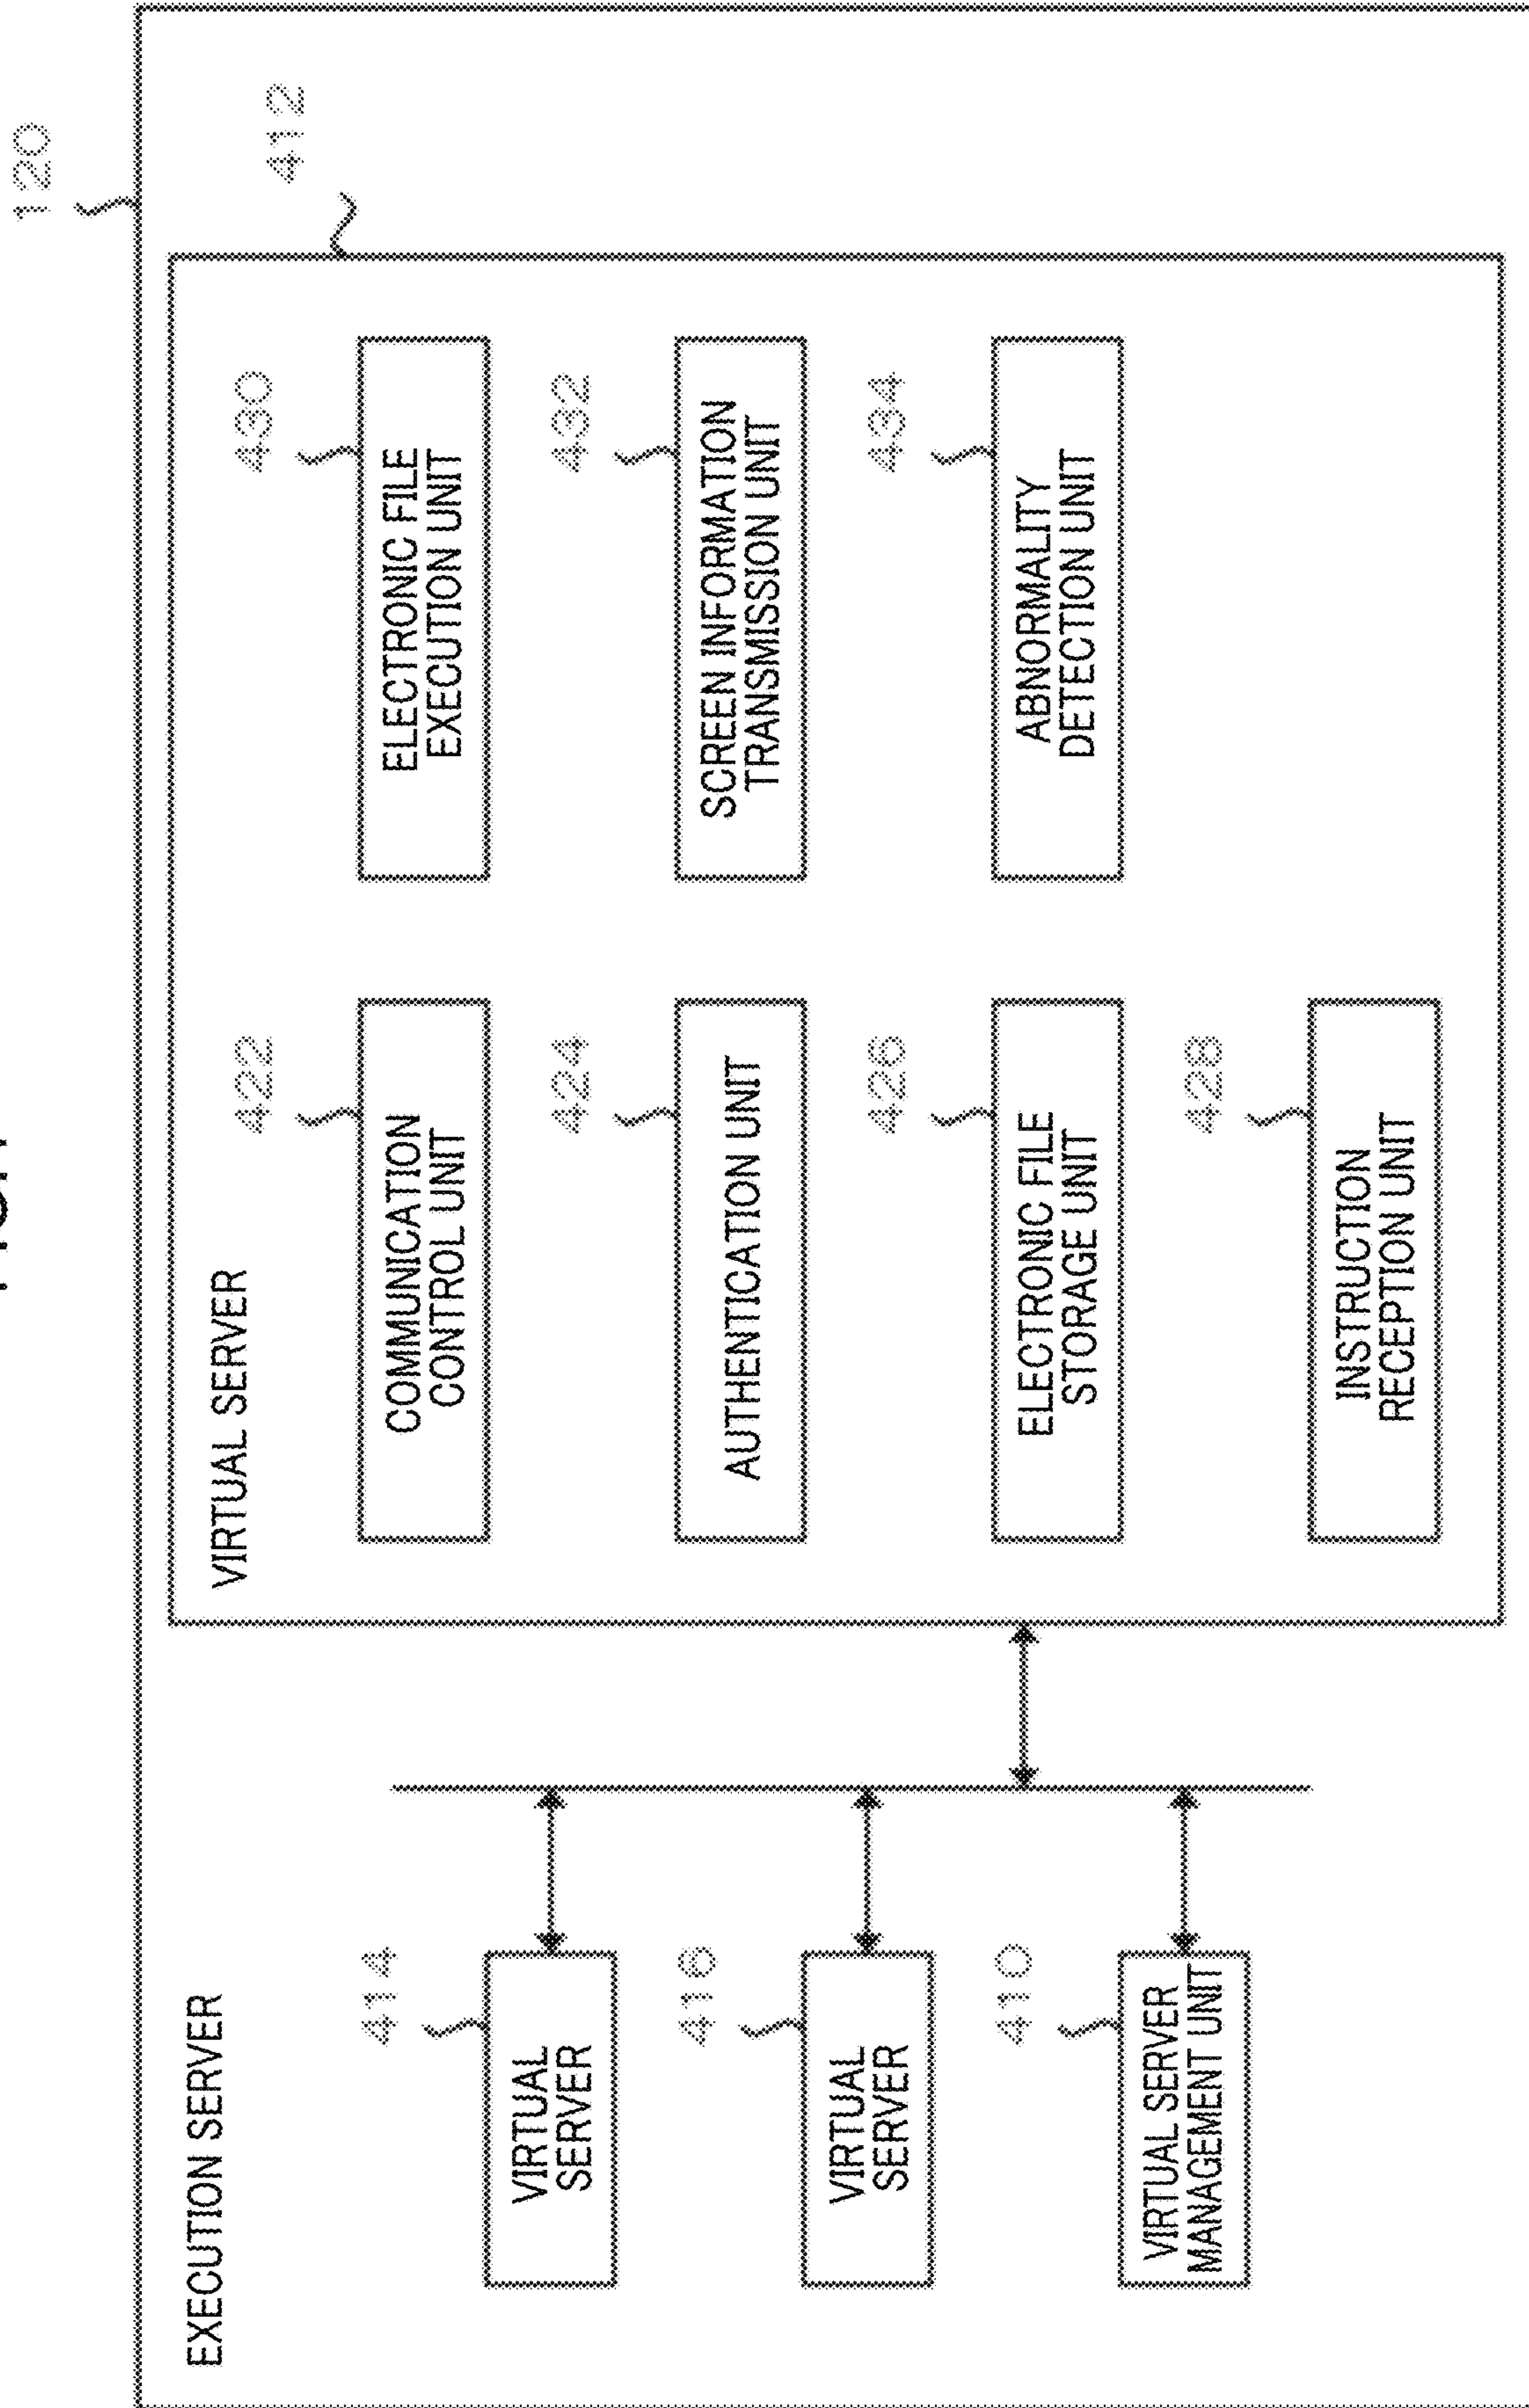 120
EXECUTION SERVER
412
VIRTUAL SERVER
414
VIRTUAL
SERVER
416
VIRTUAL
SERVER
410
VIRTUAL SERVER
MANAGEMENT UNIT
422
COMMUNICATION
CONTROL UNIT
424
AUTHENTICATION UNIT
426
ELECTRONIC FILE
STORAGE UNIT
428
INSTRUCTION
RECEPTION UNIT
430
ELECTRONIC FILE
EXECUTION UNIT
432
SCREEN INFORMATION
TRANSMISSION UNIT
434
ABNORMALITY
DETECTION UNIT